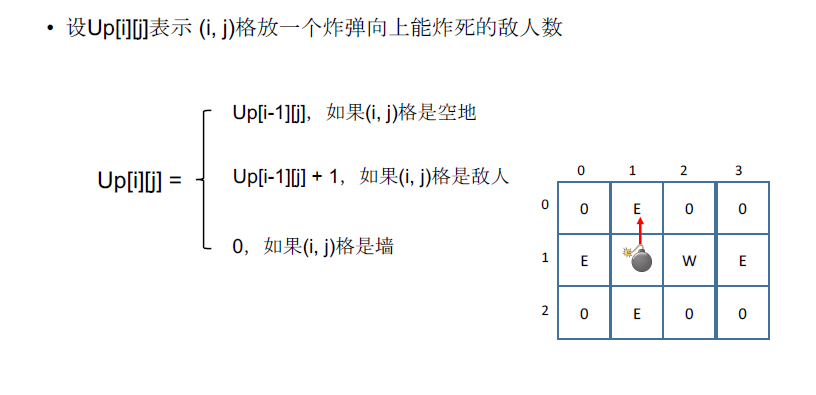 • 设Up[i][j]表示 (i, j)格放一个炸弹向上能炸死的敌人数
Up[i-1][j]，如果(i, j)格是空地
Up[i][j] =
Up[i-1][j] + 1，如果(i, j)格是敌人
0，如果(i, j)格是墙
0 1 2 3
0 0 E 0 0
1 E W E
2 0 E 0 0